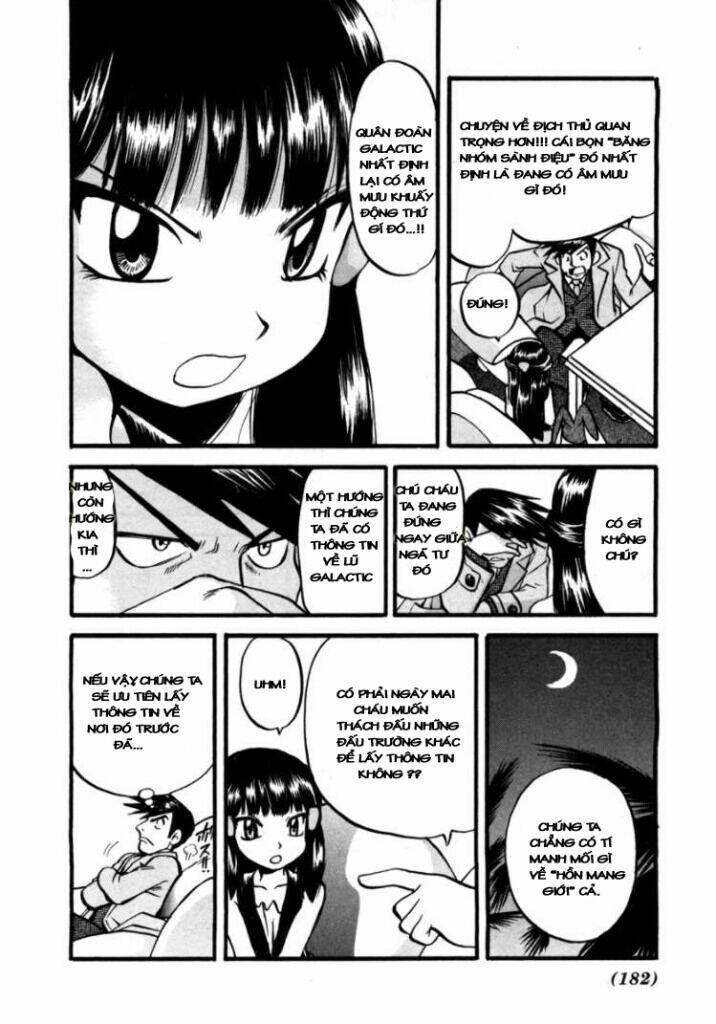 CHUYỆN VỀ ĐỊCH THỦ QUAN
TRỌNG HƠN!!! CÁI BỌN "BĂNG
NHÓM SÀNH ĐIỆU" ĐÓ NHẤT
ĐỊNH LÀ ĐANG CÓ ÂM MƯU
GÌ ĐÓ!
ĐÚNG!
QUÂN ĐOÀN
GALACTIC
NHẤT ĐỊNH
LẠI CÓ ÂM
MƯU KHUẤY
ĐỘNG THỨ
GÍ ĐÓ...!!
CÓ GÌ
KHÔNG
CHÚ?
CHÚ CHÁU
TA ĐANG
ĐỨNG
NGAY GIỮA
NGÃ TƯ
ĐÓ
MỘT HƯỚNG
THÌ CHÚNG
TA ĐÃ CÓ
THÔNG TIN
VỀ LŨ
GALACTIC
NHƯNG
CÒN
HƯỚNG
KIA
THÌ
...
CHÚNG TA
CHẲNG CÓ TÍ
MANH MỐI GÌ
VỀ "HỒN MANG
GIỚI" CẢ.
CÓ PHẢI NGÀY MAI
CHÁU MUỐN
THÁCH ĐẤU NHỮNG
ĐẤU TRƯỜNG KHÁC
ĐỂ LẤY THÔNG TIN
KHÔNG ??
UHM!
NẾU VẬY, CHÚNG TA
SẼ ƯU TIÊN LẤY
THÔNG TIN VỀ
NƠI ĐÓ TRƯỚC
ĐÃ...
(182)